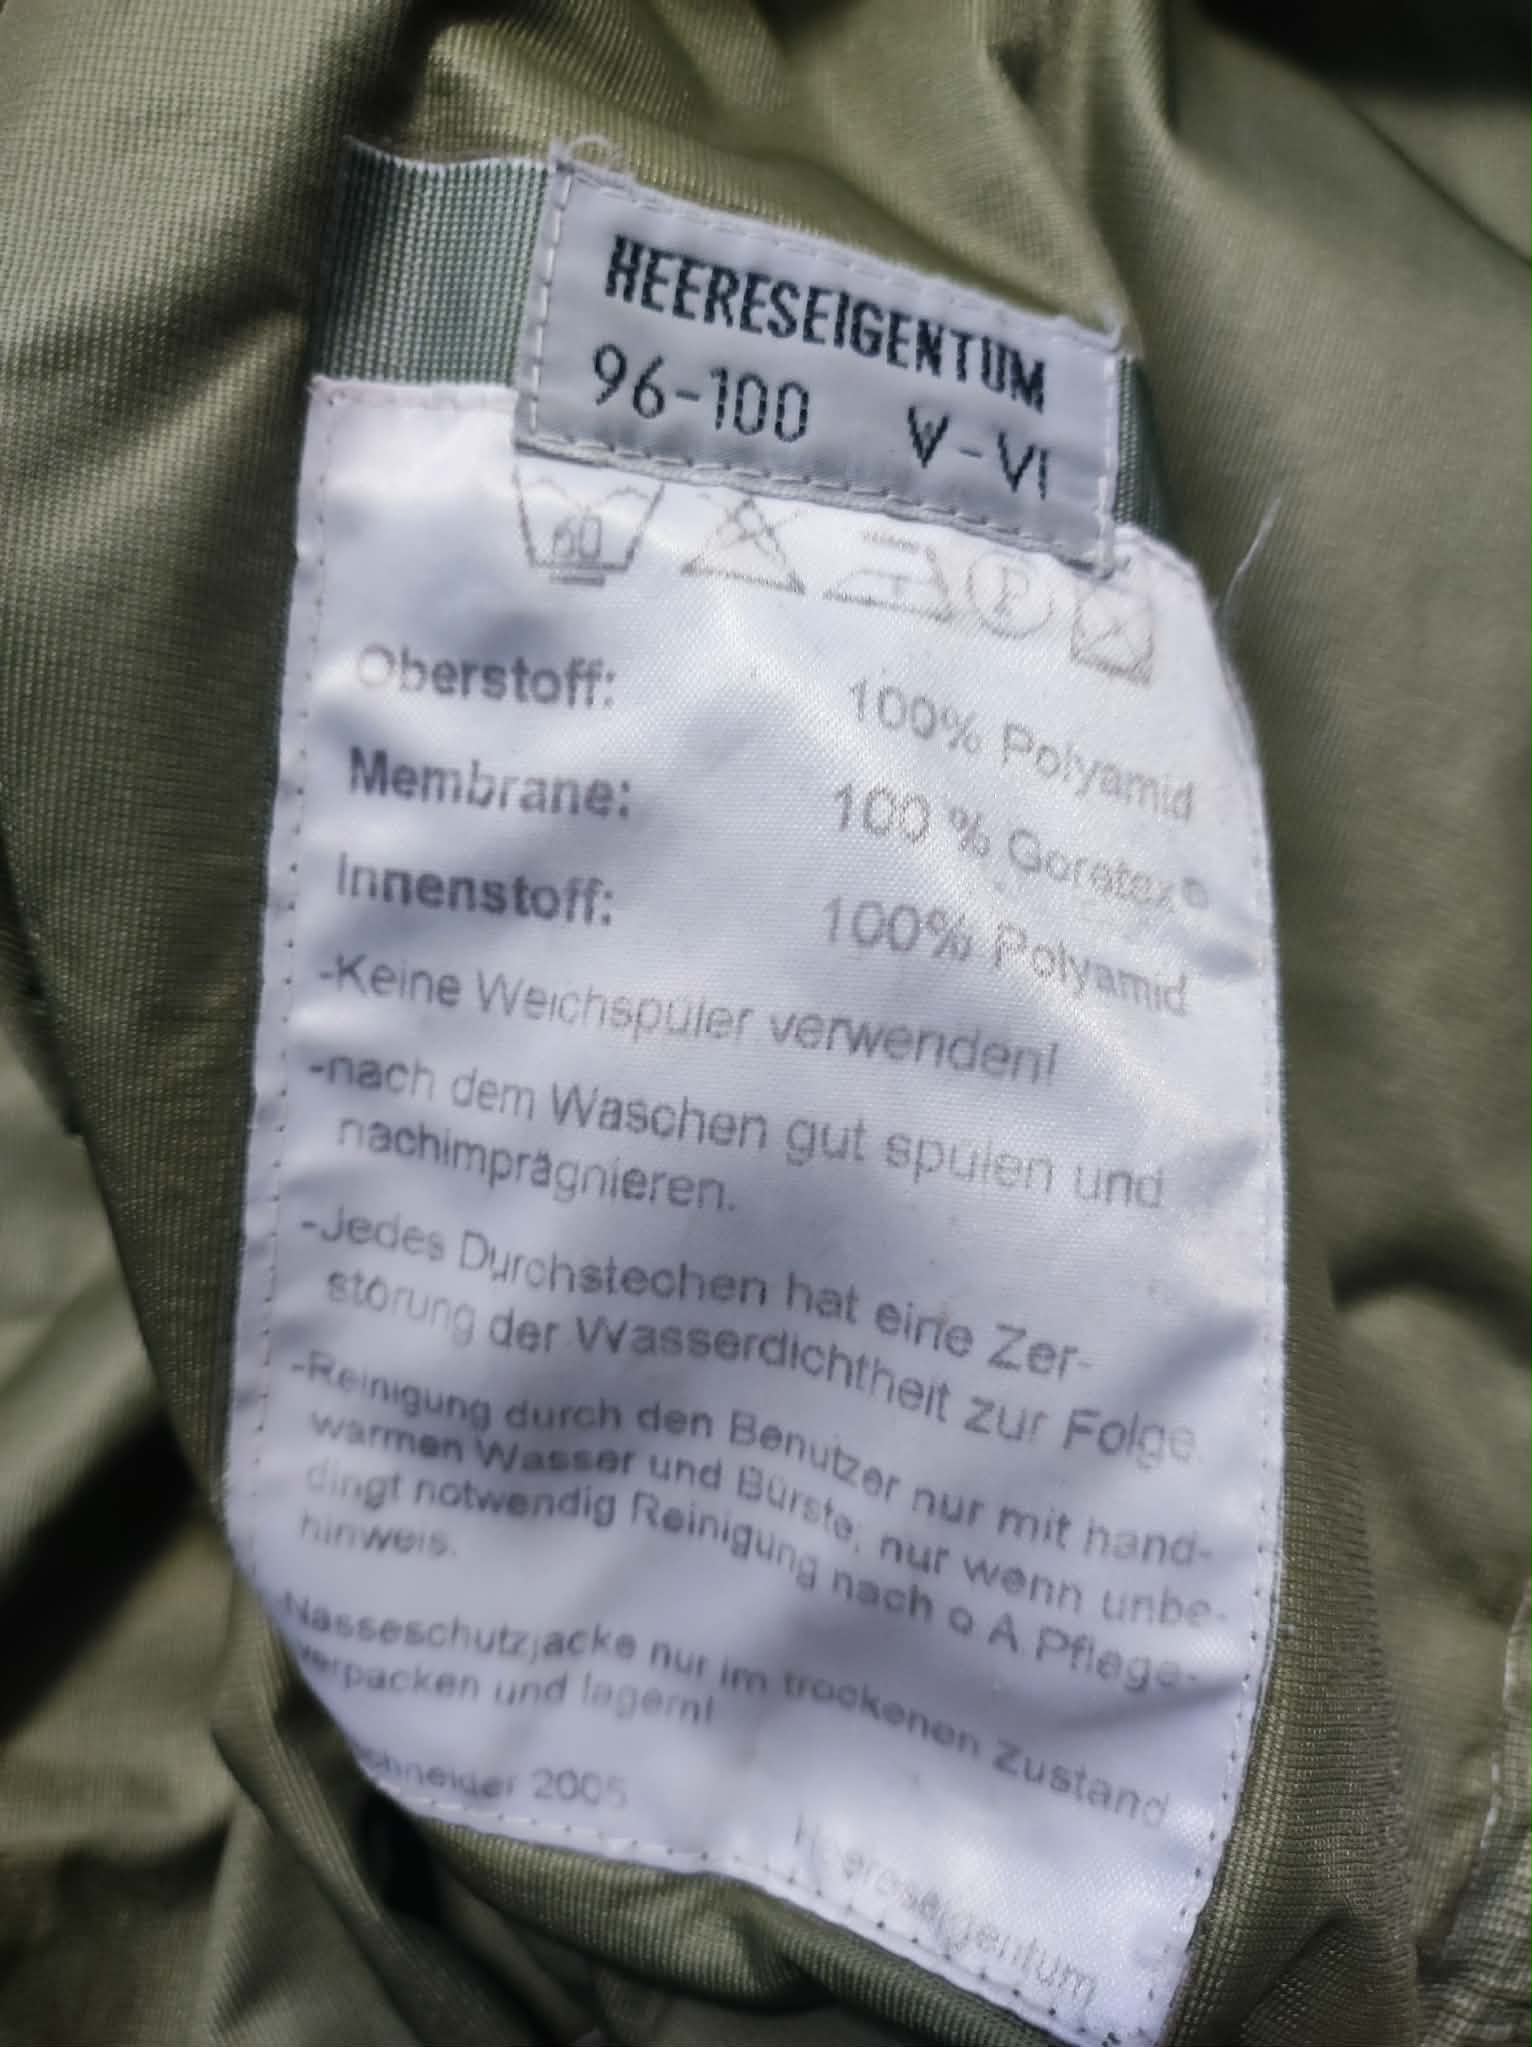 HEERESEIGENTUM
96-100 V-VI
60 P
Oberstoff: 100% Polyamid
Membrane: 100 % Goretex®
Innenstoff: 100% Polyamid
-Keine Weichspüler verwenden!
-nach dem Waschen gut spülen und
nachimprägnieren.
-Jedes Durchstechen hat eine Zer-
störung der Wasserdichtheit zur Folge.
-Reinigung durch den Benutzer nur mit hand-
warmen Wasser und Bürste, nur wenn unbe-
dingt notwendig Reinigung nach o A Pflege-
hinweis.
Nasseschutzjacke nur im trockenen Zustand
verpacken und lagern!
2005
Heereseigentum